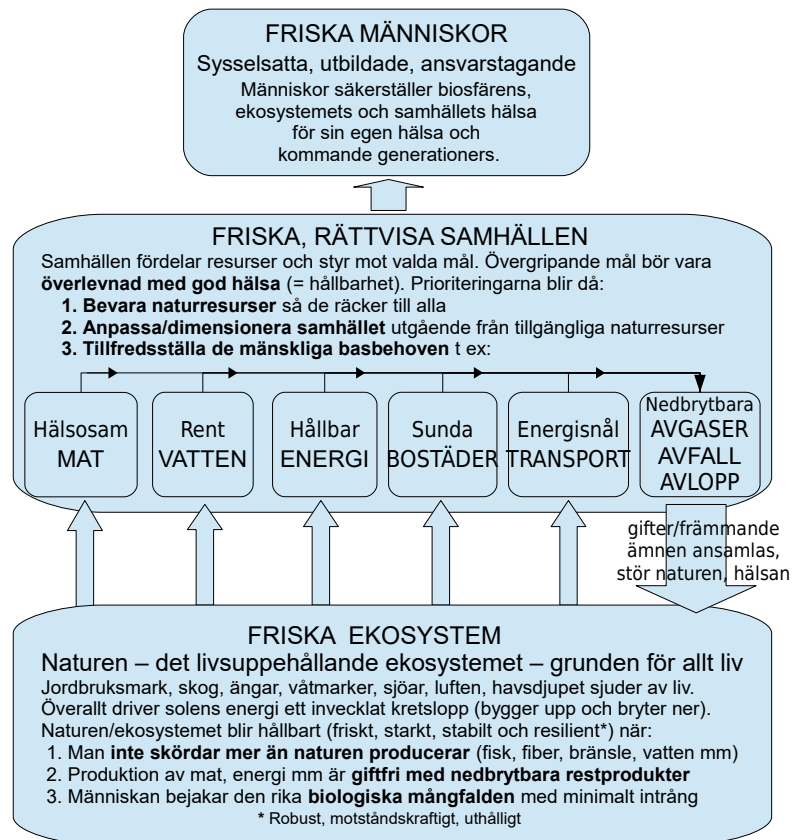 FRISKA MÄNNISKOR
Sysselsatta, utbildade, ansvarstagande
Människor säkerställer biosfärens,
ekosystemets och samhällets hälsa
för sin egen hälsa och
kommande generationers.
FRISKA, RÄTTVISA SAMHÄLLEN
Samhällen fördelar resurser och styr mot valda mål. Övergripande mål bör vara
överlevnad med god hälsa (= hållbarhet). Prioriteringarna blir då:
1. Bevara naturresurser så de räcker till alla
2. Anpassa/dimensionera samhället utgående från tillgängliga naturresurser
3. Tillfredsställa de mänskliga basbehoven t ex:
Hälsosam
MAT
Rent
VATTEN
Hållbar
ENERGI
Sunda
BOSTÄDER
Energisnål
TRANSPORT
Nedbrytbara
AVGASER
AVFALL
AVLOPP
gifter/främmande
ämnen ansamlas,
stör naturen, hälsan
FRISKA EKOSYSTEM
Naturen – det livsuppehållande ekosystemet – grunden för allt liv
Jordbruksmark, skog, ängar, våtmarker, sjöar, luften, havsdjupet sjuder av liv.
Överallt driver solens energi ett invecklat kretslopp (bygger upp och bryter ner).
Naturen/ekosystemet blir hållbart (friskt, starkt, stabilt och resilient*) när:
1. Man inte skördar mer än naturen producerar (fisk, fiber, bränsle, vatten mm)
2. Produktion av mat, energi mm är giftfri med nedbrytbara restprodukter
3. Människan bejakar den rika biologiska mångfalden med minimalt intrång
* Robust, motståndskraftigt, uthålligt